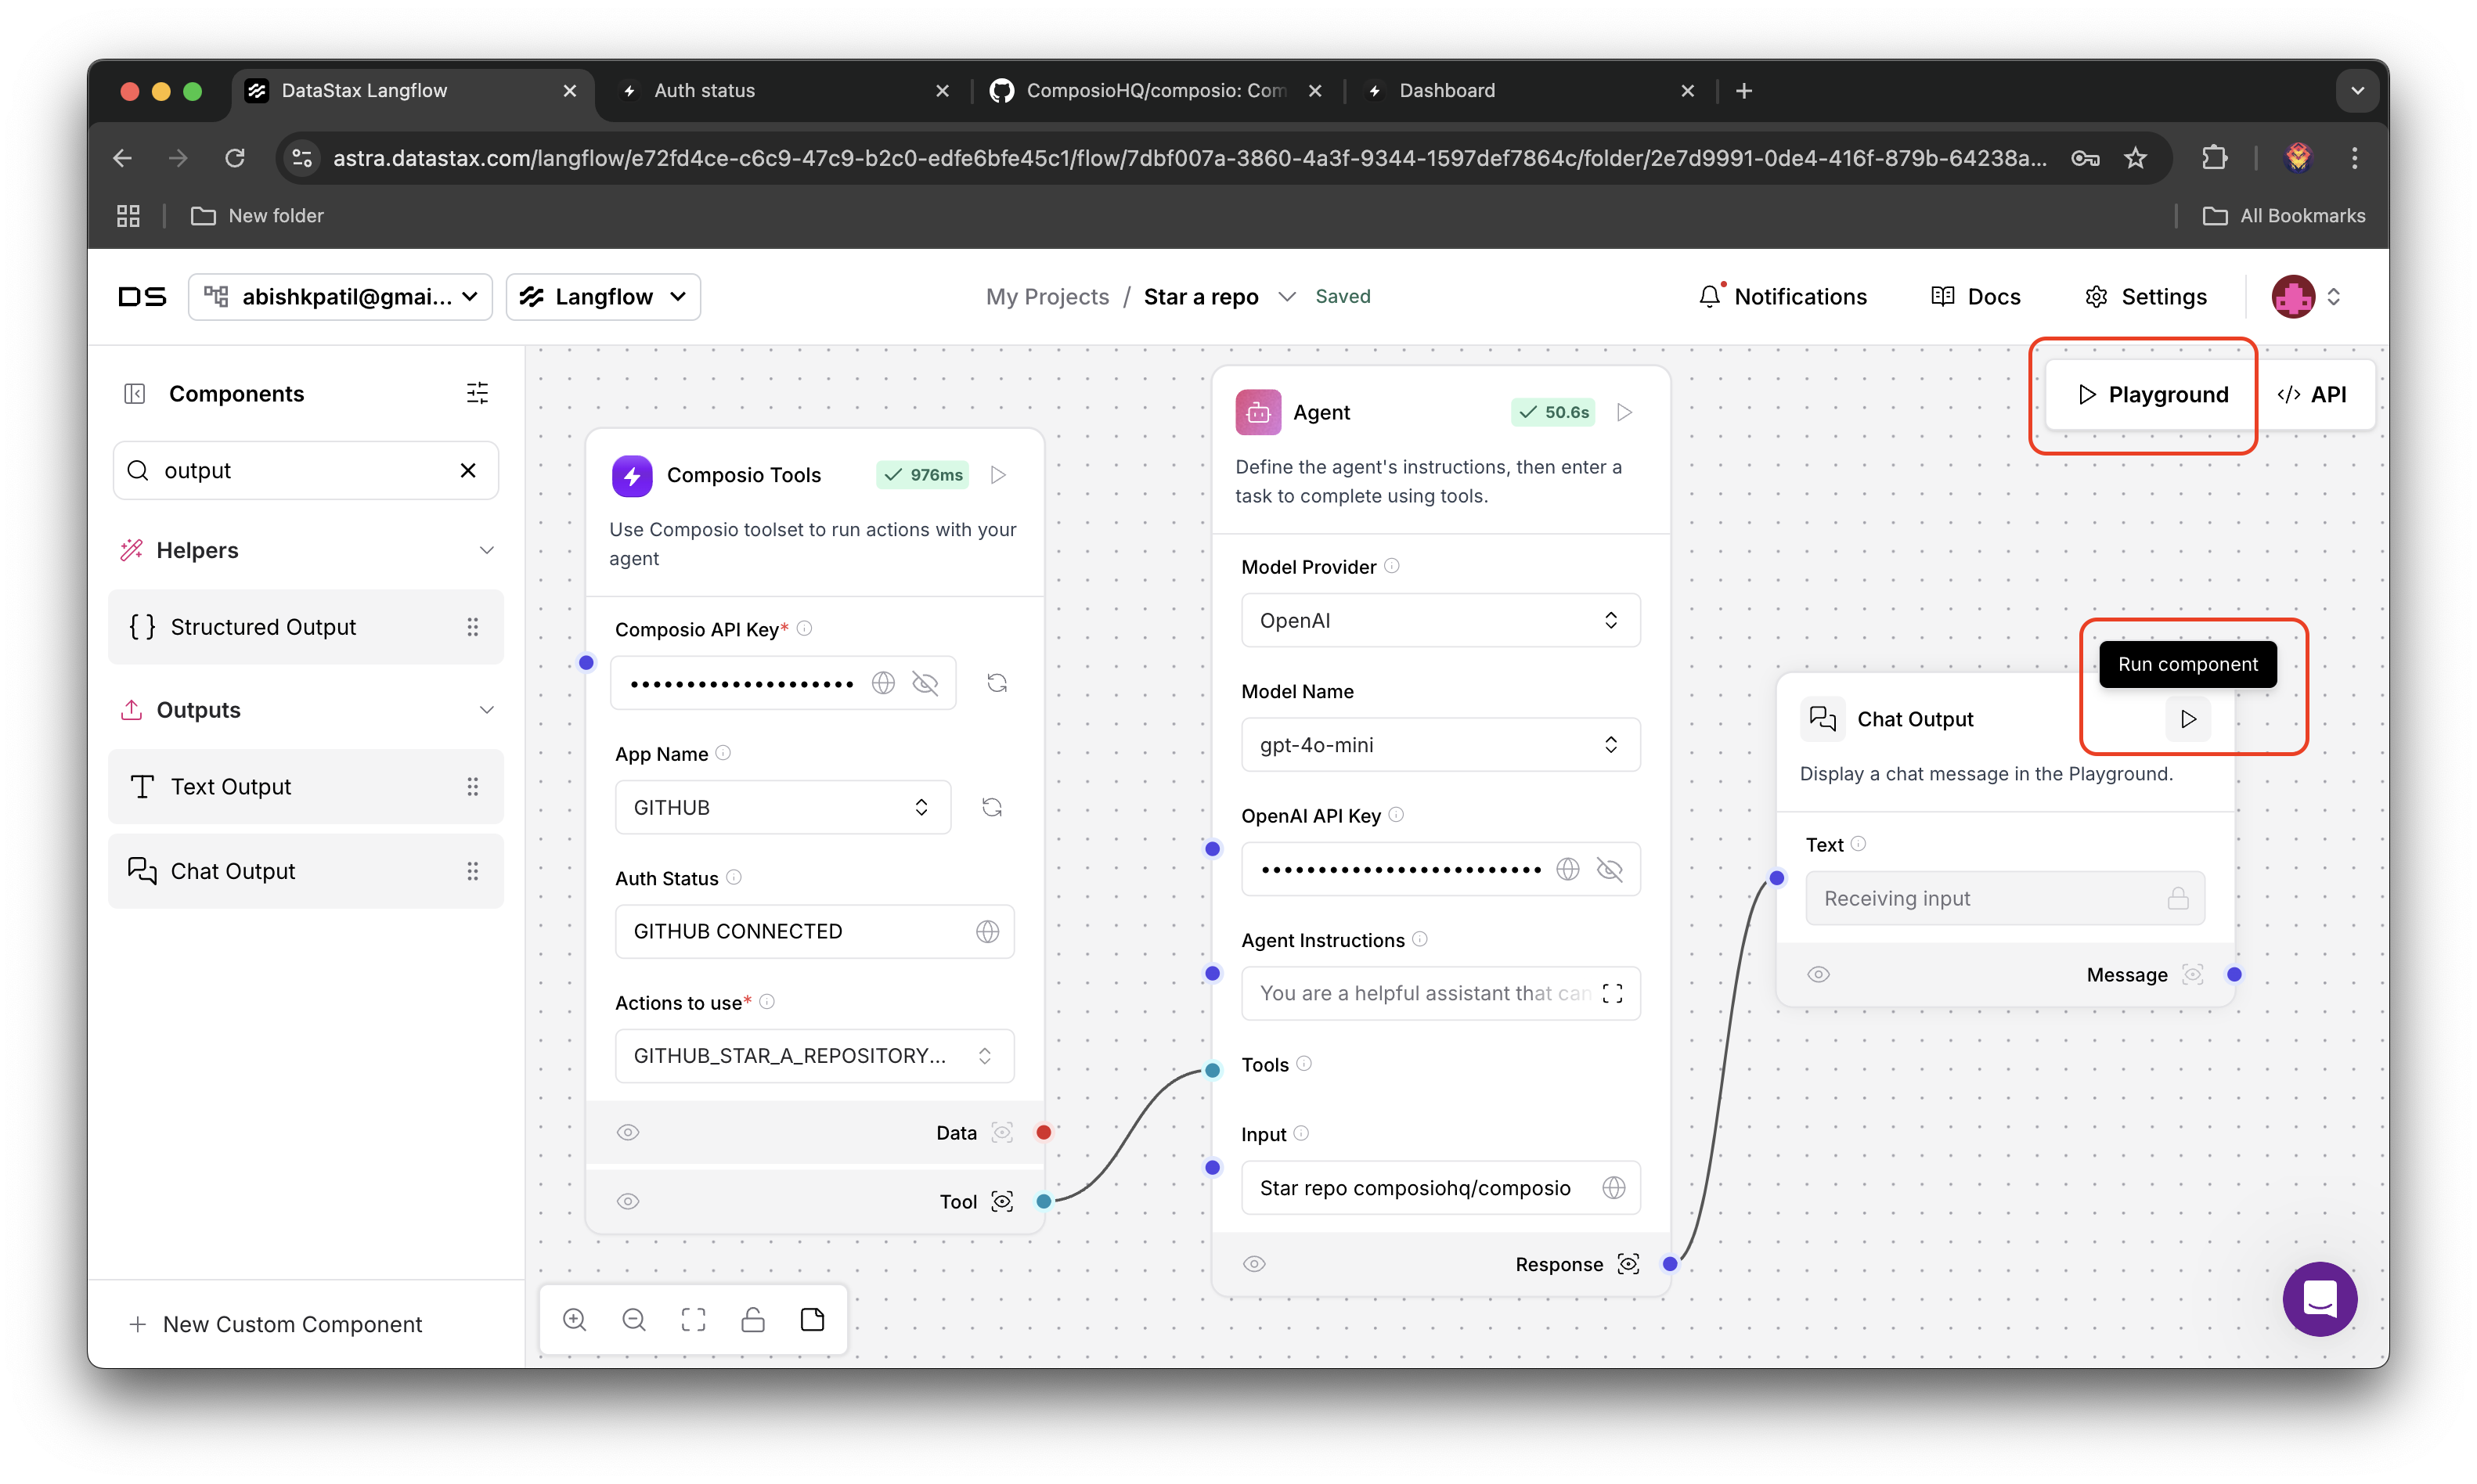 DataStax Langflow
Auth status
ComposioHQ/composio: Com
Dashboard
astra.datastax.com/langflow/e72fd4ce-c6c9-47c9-b2c0-edfe6bfe45c1/flow/7dbf007a-3860-4a3f-9344-1597def7864c/folder/2e7d9991-0de4-416f-879b-64238a...
New folder
All Bookmarks
DS
abishkpatil@gmai...
Langflow
My Projects / Star a repo
Saved
Notifications
Docs
Settings
Components
output
Helpers
Structured Output
Outputs
Text Output
Chat Output
New Custom Component
Composio Tools
976ms
Use Composio toolset to run actions with your
agent
Composio API Key*
App Name
GITHUB
Auth Status
GITHUB CONNECTED
Actions to use*
GITHUB_STAR_A_REPOSITORY...
Data
Tool
Agent
50.6s
Define the agent's instructions, then enter a
task to complete using tools.
Model Provider
OpenAI
Model Name
gpt-4o-mini
OpenAI API Key
Agent Instructions
You are a helpful assistant that can
Tools
Input
Star repo composiohq/composio
Response
Playground
</> API
Run component
Chat Output
Display a chat message in the Playground.
Text
Receiving input
Message